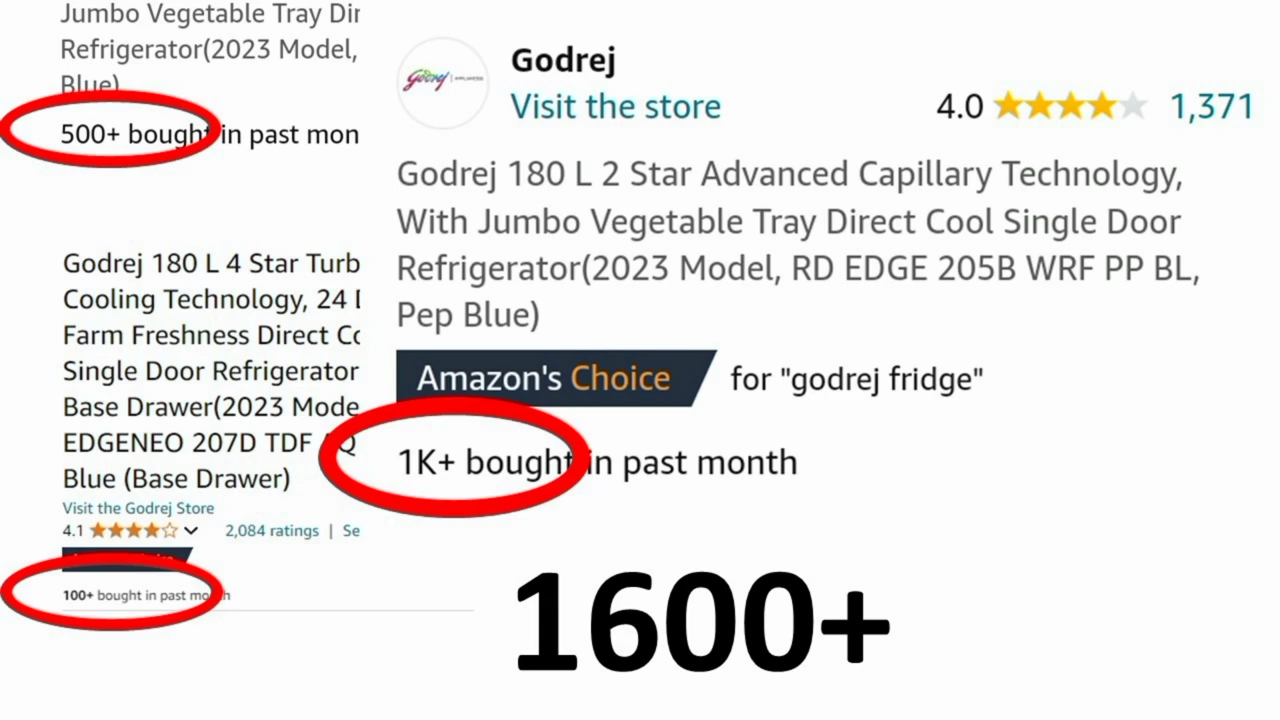 Jumbo Vegetable Tray Dir
Refrigerator(2023 Model,
Blue)
500+ bought in past mon
Godrej 180 L 4 Star Turb
Cooling Technology, 24
Farm Freshness Direct Co
Single Door Refrigerator
Base Drawer(2023 Mode
EDGENEO 207D TDF AQ
Blue (Base Drawer)
Visit the Godrej Store
4.1 2,084 ratings | Se
100+ bought in past month
Godrej
Godrej
Visit the store
4.0 1,371
Godrej 180 L 2 Star Advanced Capillary Technology,
With Jumbo Vegetable Tray Direct Cool Single Door
Refrigerator(2023 Model, RD EDGE 205B WRF PP BL,
Pep Blue)
Amazon's Choice for "godrej fridge"
1K+ bought in past month
1600+